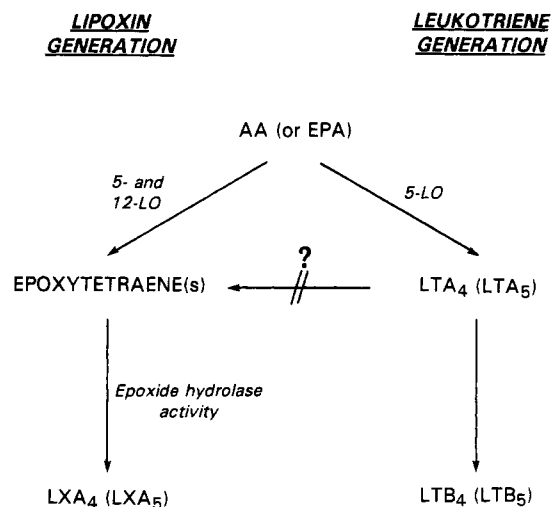 LIPOXIN
GENERATION
LEUKOTRIENE
GENERATION
AA (or EPA)
5- and
12-LO
5-LO
?
EPOXYTETRAENE(s)
LTA4 (LTA5)
Epoxide hydrolase
activity
LXA4 (LXA5)
LTB4 (LTB5)